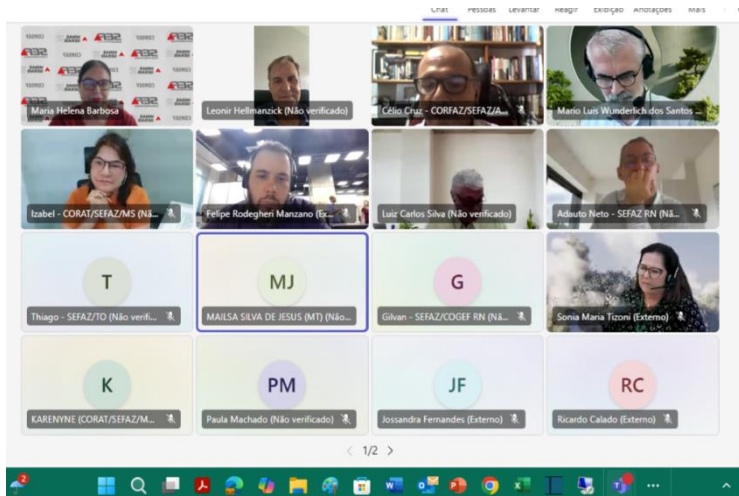 Chat Pessoas Levantar Reagir Exibição Anotações Mais
Maria Helena Barbosa
Leonir Hellmanzick (Não verificado)
Célio Cruz - CORFAZ/SEFAZ/A...
Mario Luis Wunderlich dos Santos ...
Izabel - CORAT/SEFAZ/MS (Nã...
Felipe Rodegheri Manzano (Ex...
Luiz Carlos Silva (Não verificado)
Adauto Neto - SEFAZ RN (Nã...
T
Thiago - SEFAZ/TO (Não verifi...
MJ
MAILSA SILVA DE JESUS (MT) (Não...
G
Gilvan - SEFAZ/COGEF RN (Nã...
Sonia Maria Tizoni (Externo)
K
KARENYNE (CORAT/SEFAZ/M...
PM
Paula Machado (Não verificado)
JF
Jossandra Fernandes (Externo)
RC
Ricardo Calado (Externo)
1/2
2